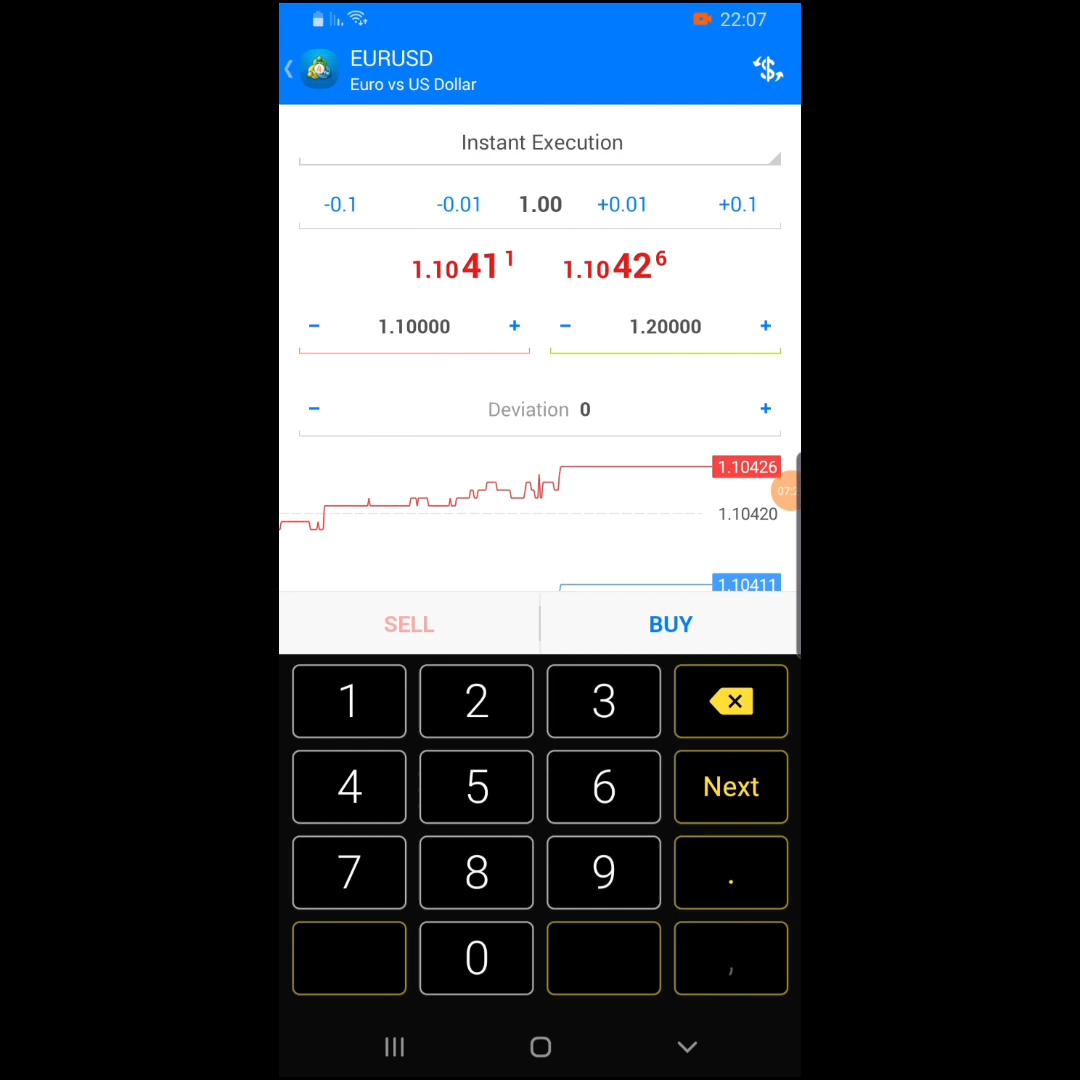 22:07
EURUSD
Euro vs US Dollar
Instant Execution
-0.1 -0.01 1.00 +0.01 +0.1
1.10411 1.10426
− 1.10000 + − 1.20000 +
− Deviation 0 +
1.10426
07:2
1.10420
1.10411
SELL BUY
1 2 3
4 5 6 Next
7 8 9 .
0 ,